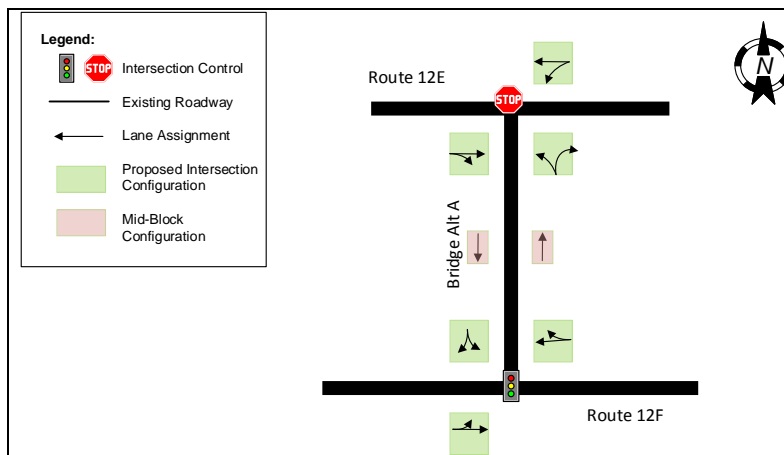 Legend:
STOP Intersection Control
Existing Roadway
Lane Assignment
Proposed Intersection
Configuration
Mid-Block
Configuration
Route 12E
STOP
N
Bridge Alt A
Route 12F